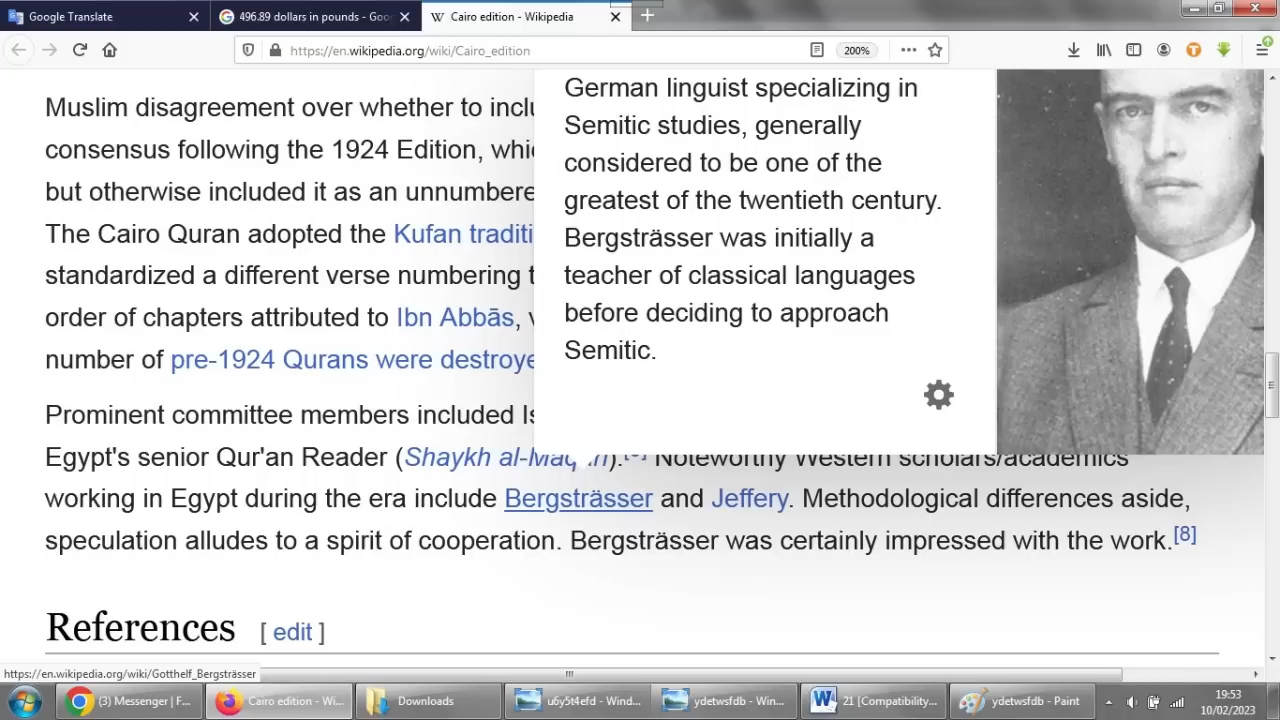 Google Translate
496.89 dollars in pounds - Goo
Cairo edition - Wikipedia
https://en.wikipedia.org/wiki/Cairo_edition
200%
German linguist specializing in
Semitic studies, generally
considered to be one of the
greatest of the twentieth century.
Bergsträsser was initially a
teacher of classical languages
before deciding to approach
Semitic.
Muslim disagreement over whether to inclu
consensus following the 1924 Edition, whic
but otherwise included it as an unnumbere
The Cairo Quran adopted the Kufan traditi
standardized a different verse numbering t
order of chapters attributed to Ibn Abbās, v
number of pre-1924 Qurans were destroye
Prominent committee members included Is
Egypt's senior Qur'an Reader (Shaykh al-Maq Noteworthy Western scholars/academics
working in Egypt during the era include Bergsträsser and Jeffery. Methodological differences aside,
speculation alludes to a spirit of cooperation. Bergsträsser was certainly impressed with the work.[8]
References [ edit ]
https://en.wikipedia.org/wiki/Gotthelf_Bergsträsser
(3) Messenger | F...
Cairo edition - Wi...
Downloads
u6y5t4efd - Wind...
ydetwsfdb - Win...
21 [Compatibility...
ydetwsfdb - Paint
19:53
10/02/2023